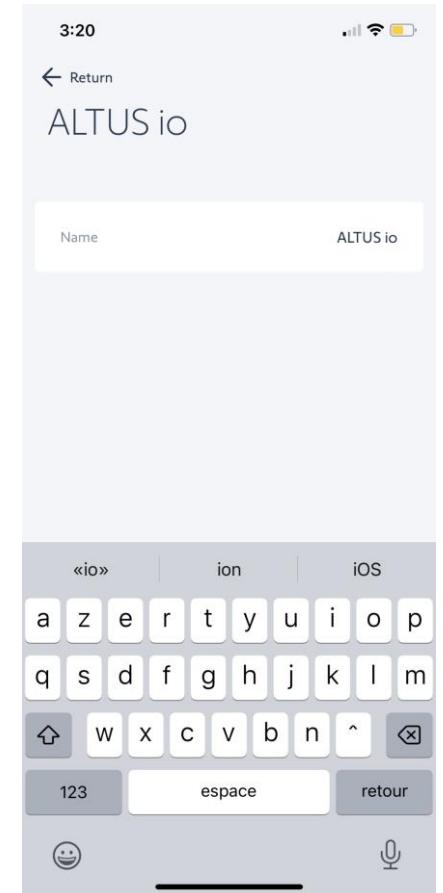 3:20
← Return
ALTUS io
Name ALTUS io
«io» ion iOS
a z e r t y u i o p
q s d f g h j k l m
w x c v b n ^
123 espace retour